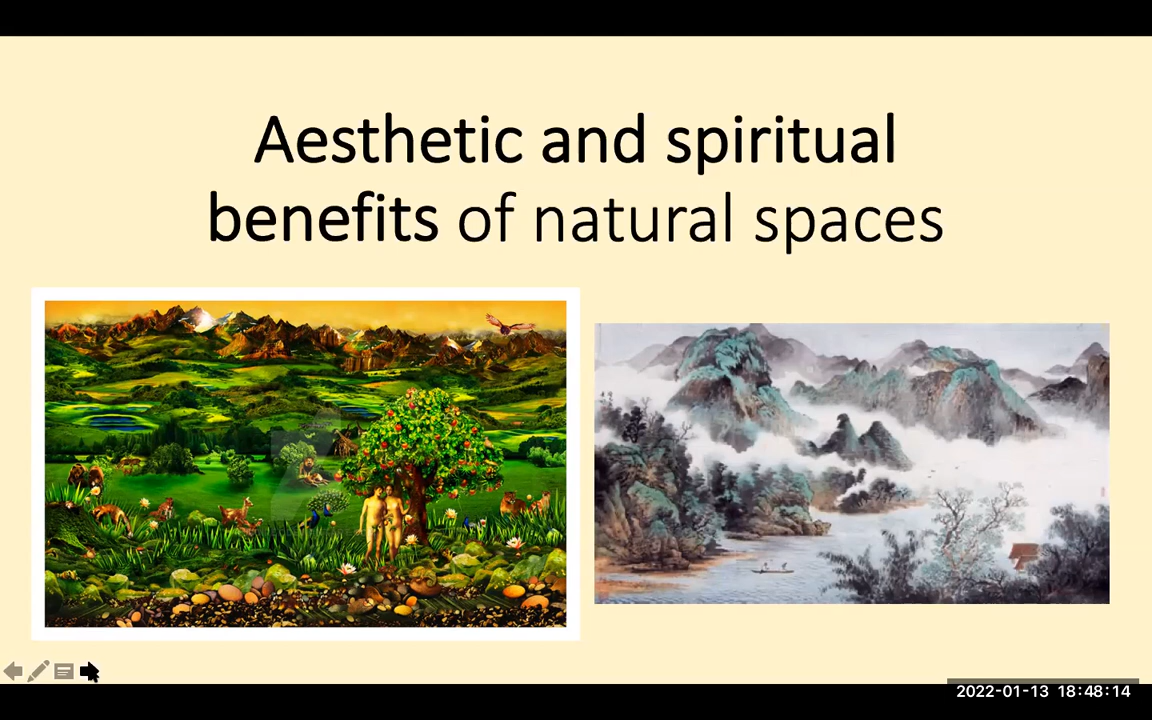 Aesthetic and spiritual
benefits of natural spaces
2022-01-13 18:48:14